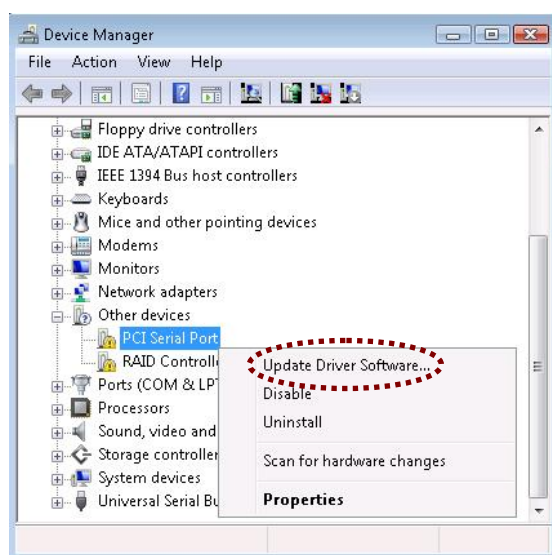 Device Manager
File Action View Help
Floppy drive controllers
IDE ATA/ATAPI controllers
IEEE 1394 Bus host controllers
Keyboards
Mice and other pointing devices
Modems
Monitors
Network adapters
Other devices
PCI Serial Port
RAID Controlle
Ports (COM & LPT
Processors
Sound, video and
Storage controller
System devices
Universal Serial Bu
Update Driver Software...
Disable
Uninstall
Scan for hardware changes
Properties